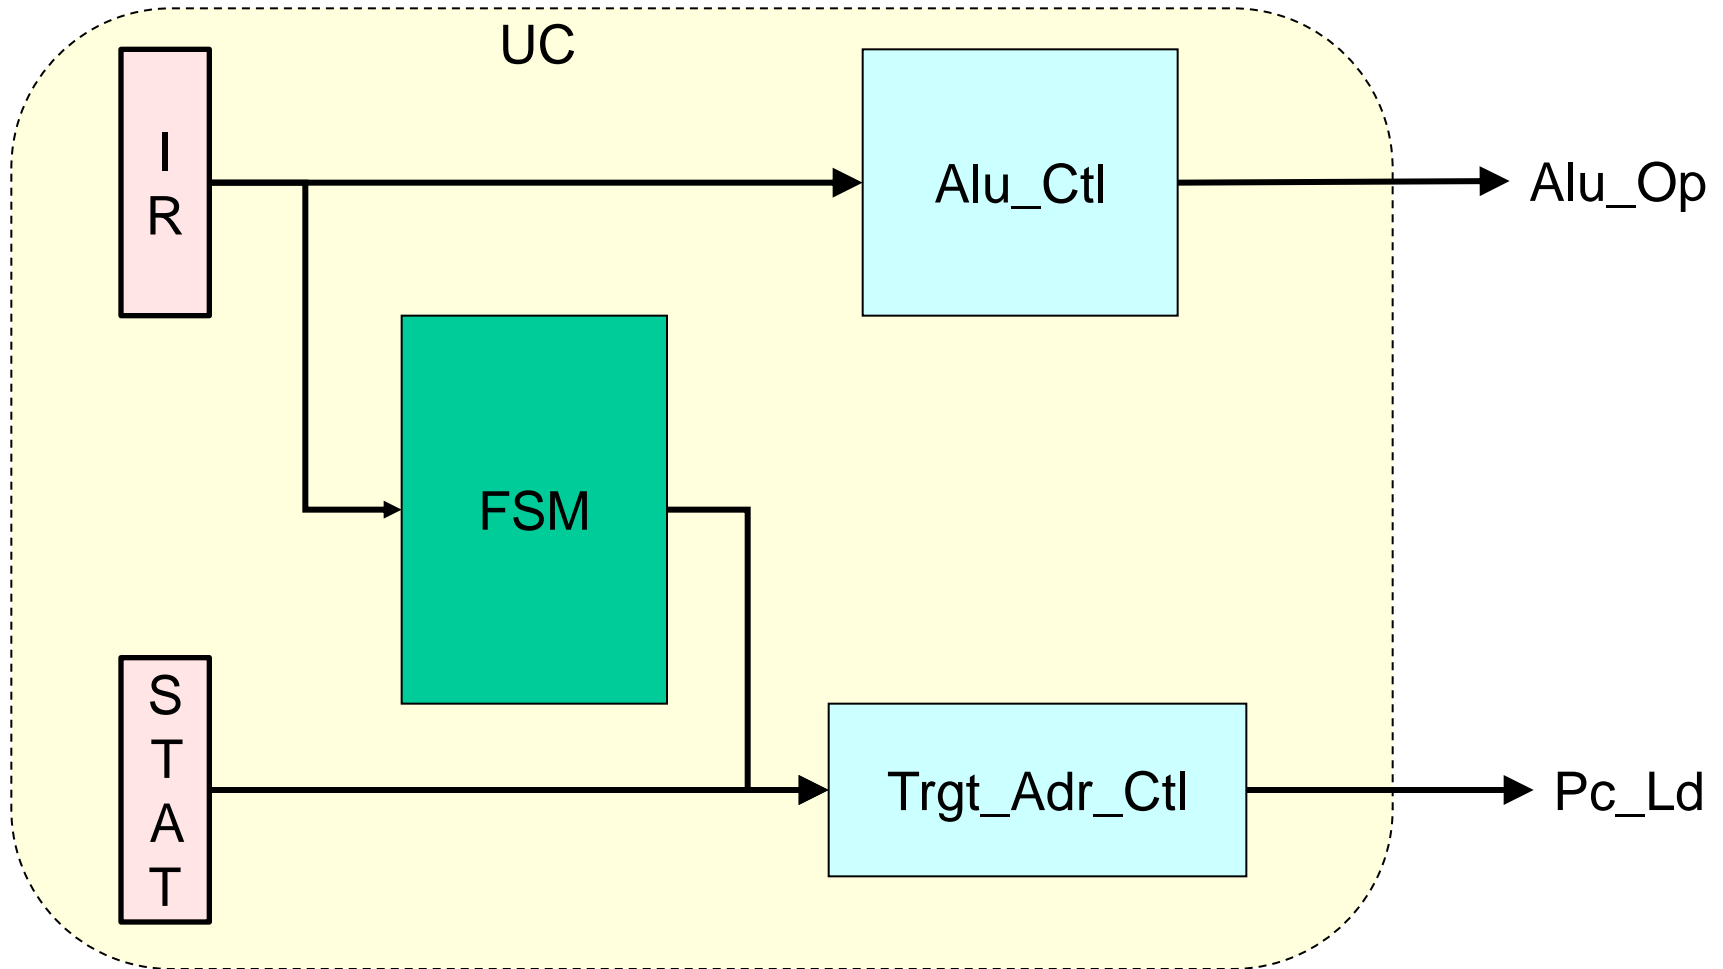 UC
I
R
Alu_Ctl
Alu_Op
FSM
S
T
A
T
Trgt_Adr_Ctl
Pc_Ld